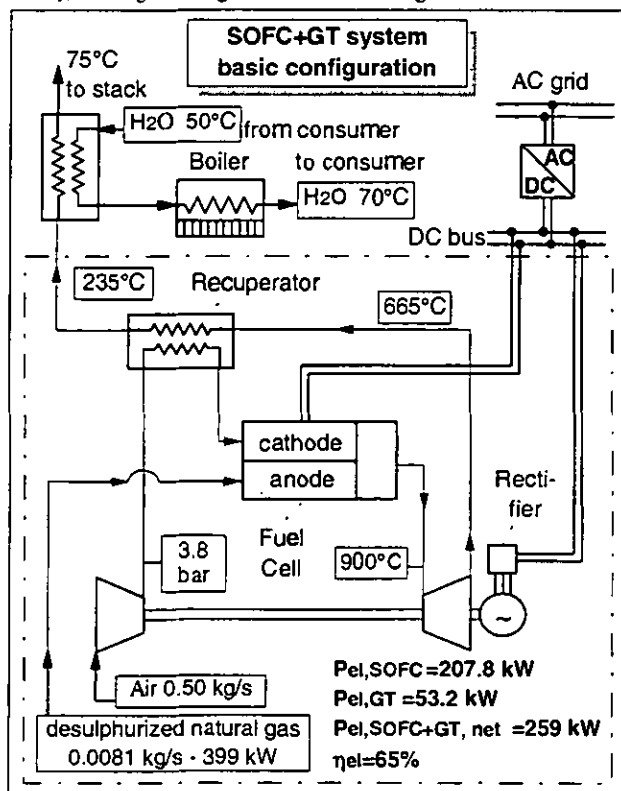 SOFC+GT system
basic configuration
75°C
to stack
AC grid
H2O 50°C
from consumer
Boiler
to consumer
H2O 70°C
AC
DC
DC bus
235°C
Recuperator
665°C
cathode
anode
Fuel
Cell
Recti-
fier
3.8
bar
900°C
~
Air 0.50 kg/s
desulphurized natural gas
0.0081 kg/s - 399 kW
Pel,SOFC =207.8 kW
Pel,GT =53.2 kW
Pel,SOFC+GT, net =259 kW
ηel=65%